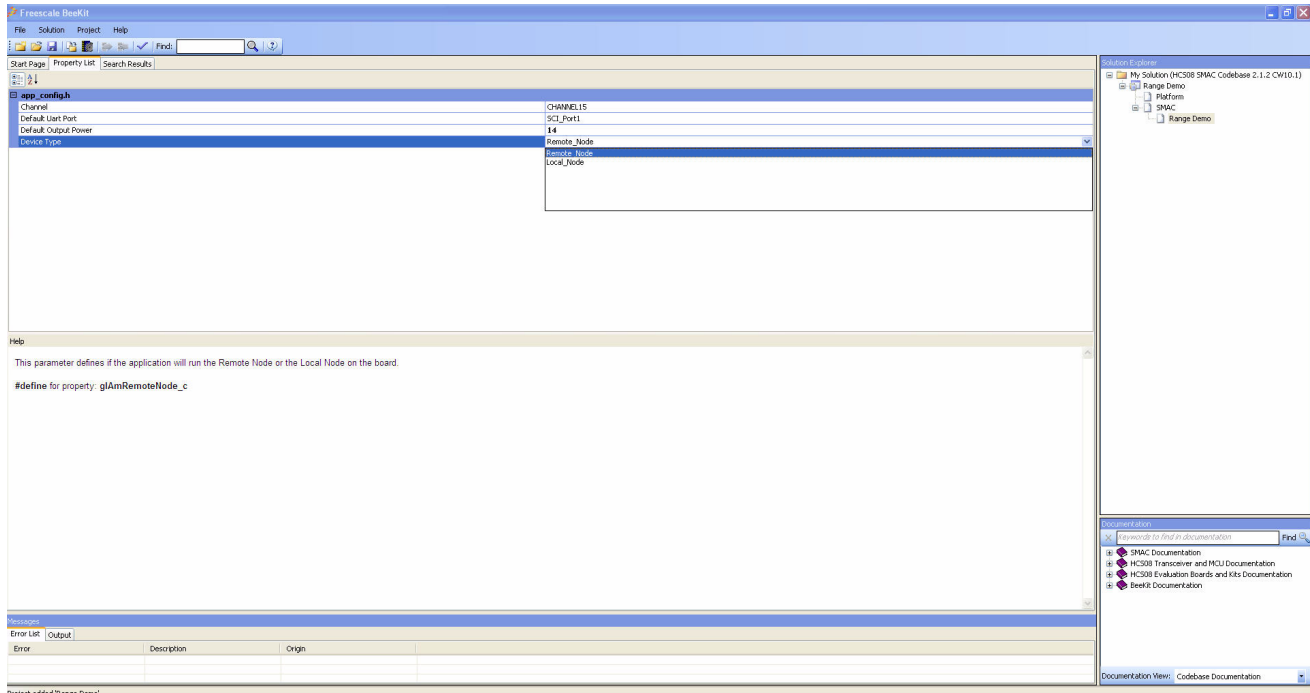 Freescale BeeKit
File Solution Project Help
Find:
Start Page Property List Search Results
app_config.h
Channel CHANNEL15
Default Uart Port SCI_Port1
Default Output Power 14
Device Type Remote_Node
Remote_Node
Local_Node
Help
This parameter defines if the application will run the Remote Node or the Local Node on the board.
#define for property: gIAmRemoteNode_c
Messages
Error List Output
Error Description Origin
Project added 'Range Demo'
Solution Explorer
My Solution (HCS08 SMAC Codebase 2.1.2 CW10.1)
Range Demo
Platform
SMAC
Range Demo
Documentation
Keywords to find in documentation Find
SMAC Documentation
HCS08 Transceiver and MCU Documentation
HCS08 Evaluation Boards and Kits Documentation
BeeKit Documentation
Documentation View: Codebase Documentation